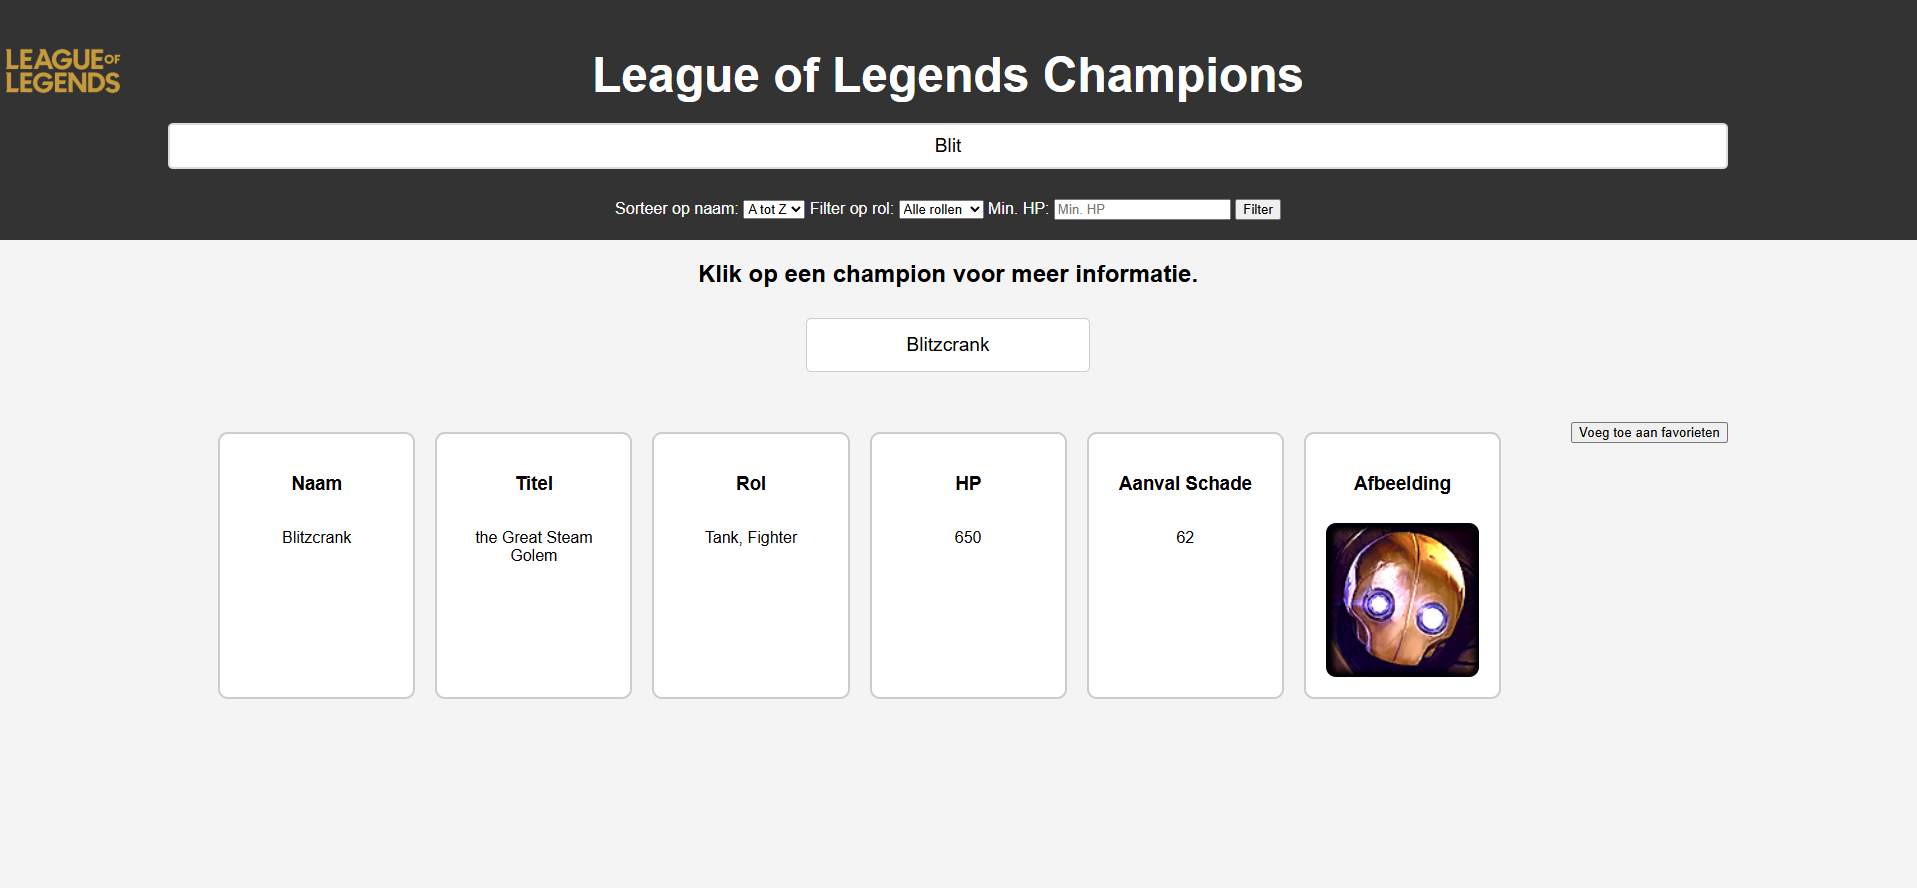 LEAGUE OF
LEGENDS
League of Legends Champions
Blit
Sorteer op naam: A tot Z Filter op rol: Alle rollen Min. HP: Min. HP Filter
Klik op een champion voor meer informatie.
Blitzcrank
Voeg toe aan favorieten
Naam
Blitzcrank
Titel
the Great Steam
Golem
Rol
Tank, Fighter
HP
650
Aanval Schade
62
Afbeelding